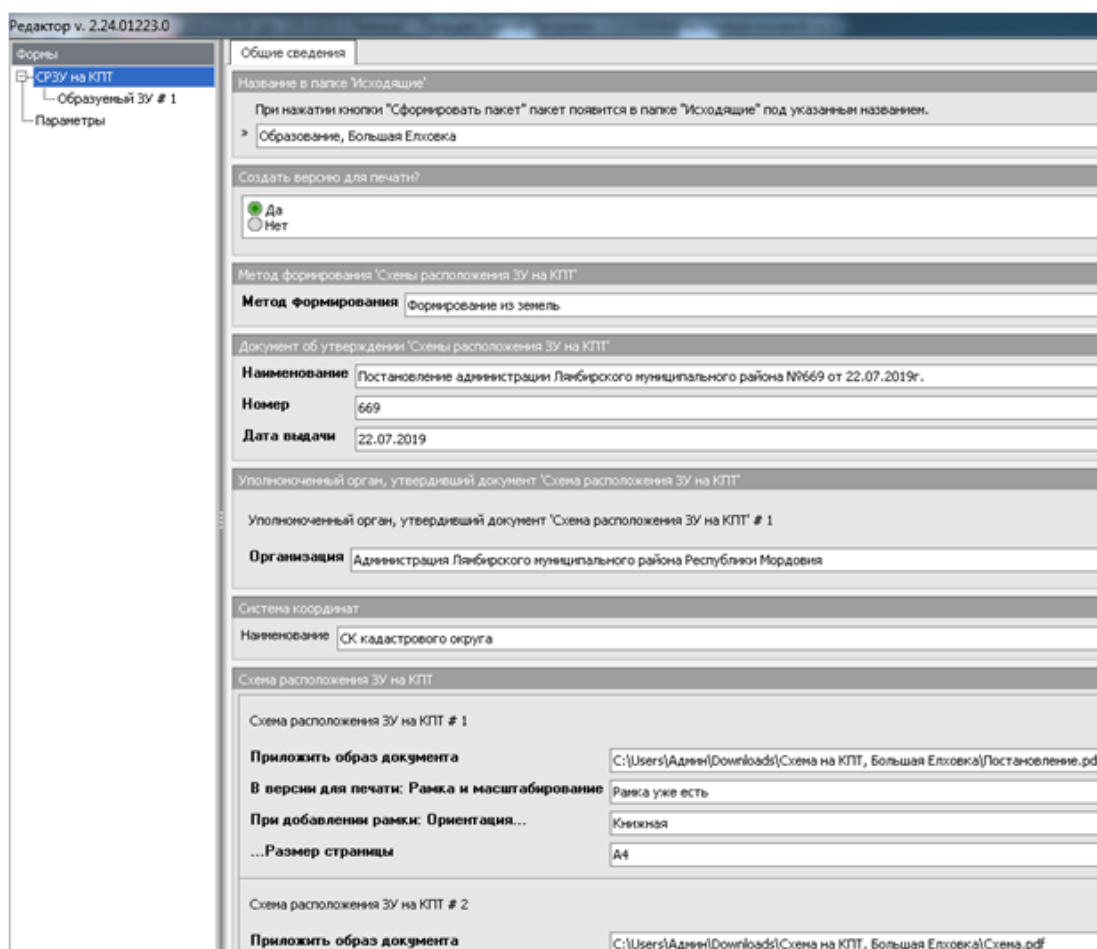 Редактор v. 2.24.01223.0
Формы
СРЗУ на КПТ
Образуемый ЗУ # 1
Параметры
Общие сведения
Название в папке 'Исходящие'
При нажатии кнопки "Сформировать пакет" пакет появится в папке "Исходящие" под указанным названием.
» Образование, Большая Елховка
Создать версию для печати?
Да
Нет
Метод формирования 'Схемы расположения ЗУ на КПТ'
Метод формирования Формирование из земель
Документ об утверждении 'Схемы расположения ЗУ на КПТ'
Наименование Постановление администрации Лямбирского муниципального района №669 от 22.07.2019г.
Номер 669
Дата выдачи 22.07.2019
Уполномоченный орган, утвердивший документ 'Схема расположения ЗУ на КПТ'
Уполномоченный орган, утвердивший документ 'Схема расположения ЗУ на КПТ' # 1
Организация Администрация Лямбирского муниципального района Республики Мордовия
Система координат
Наименование СК кадастрового округа
Схема расположения ЗУ на КПТ
Схема расположения ЗУ на КПТ # 1
Приложить образ документа C:\Users\Админ\Downloads\Схема на КПТ, Большая Елховка\Постановление.pd
В версии для печати: Рамка и масштабирование Рамка уже есть
При добавлении рамки: Ориентация... Книжная
...Размер страницы A4
Схема расположения ЗУ на КПТ # 2
Приложить образ документа C:\Users\Админ\Downloads\Схема на КПТ, Большая Елховка\Схема.pdf